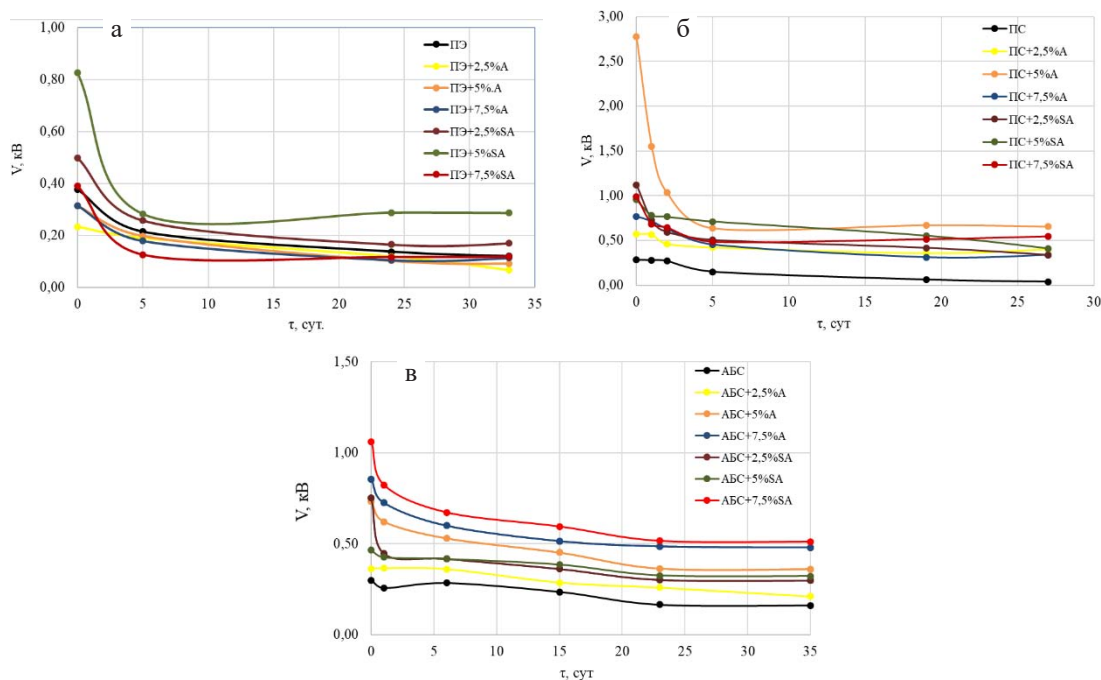 а
1,00
0,80
0,60
0,40
0,20
0,00
V, кВ
0
5
10
15
20
25
30
35
τ, сут.
ПЭ
ПЭ+2,5%А
ПЭ+5%.А
ПЭ+7,5%А
ПЭ+2,5%SA
ПЭ+5%SA
ПЭ+7,5%SA
б
3,00
2,50
2,00
1,50
1,00
0,50
0,00
V, кВ
0
5
10
15
20
25
30
τ, сут
ПС
ПС+2,5%А
ПС+5%А
ПС+7,5%А
ПС+2,5%SA
ПС+5%SA
ПС+7,5%SA
в
1,50
1,00
0,50
0,00
V, кВ
0
5
10
15
20
25
30
35
τ, сут
АБС
АБС+2,5%А
АБС+5%А
АБС+7,5%А
АБС+2,5%SA
АБС+5%SA
АБС+7,5%SA